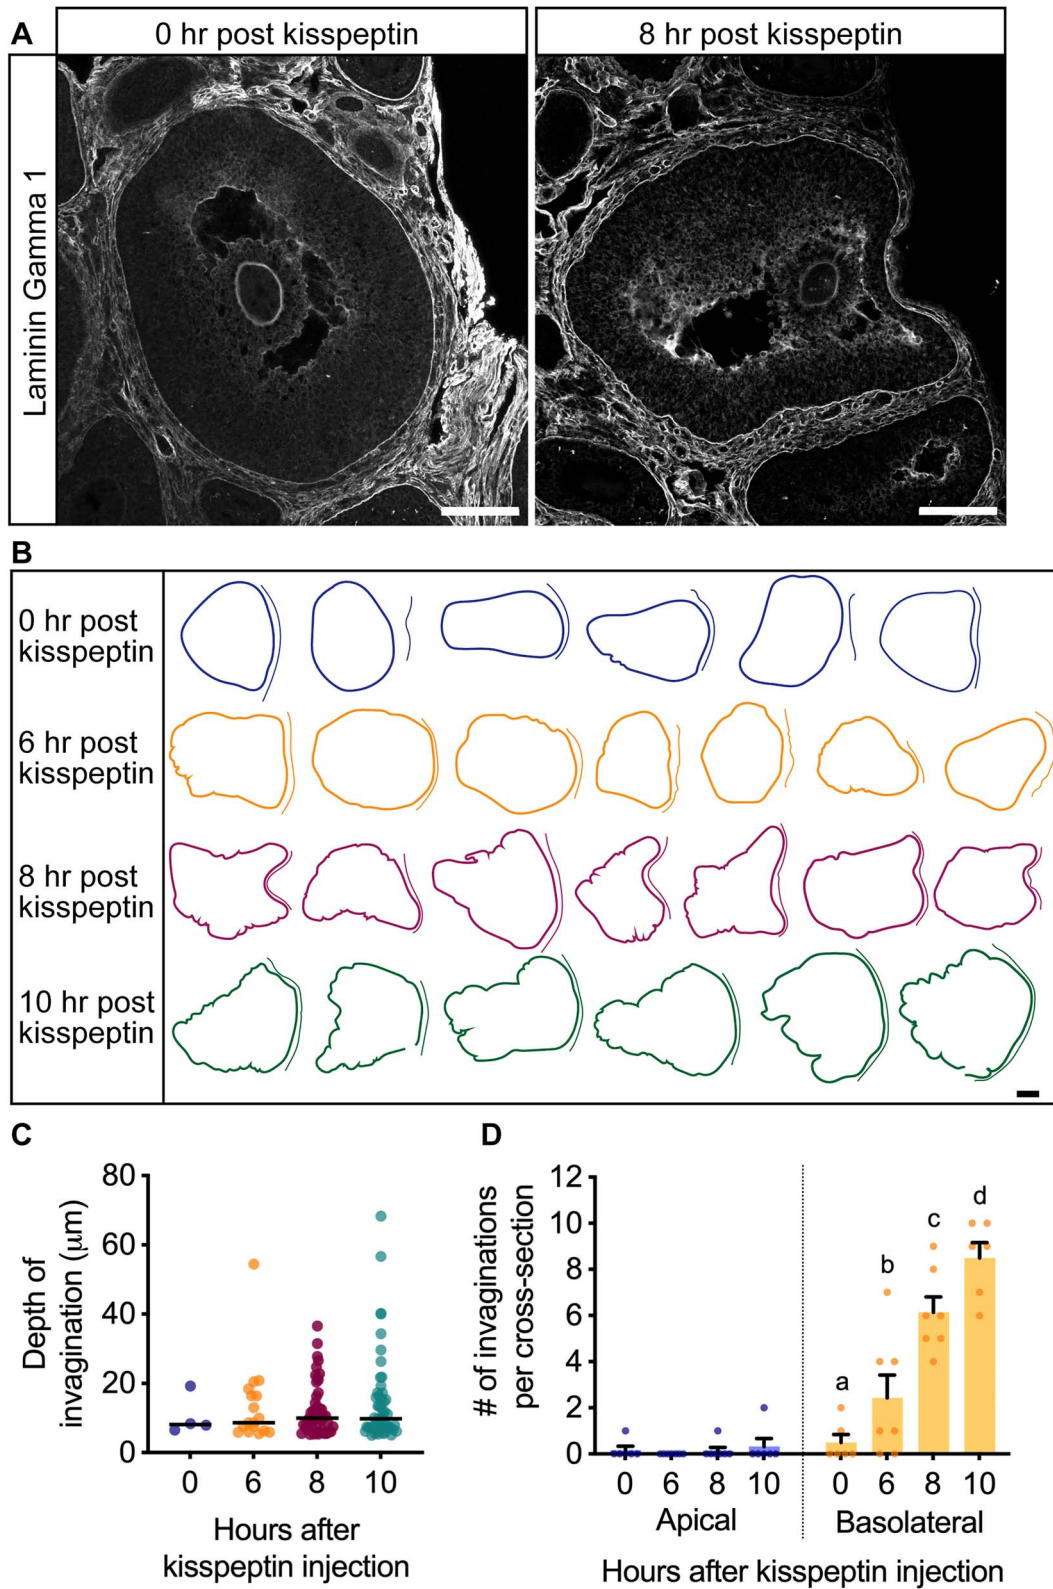 A
0 hr post kisspeptin
8 hr post kisspeptin
Laminin Gamma 1
B
0 hr post
kisspeptin
6 hr post
kisspeptin
8 hr post
kisspeptin
10 hr post
kisspeptin
C
Depth of
invagination (μm)
80
60
40
20
0
0 6 8 10
Hours after
kisspeptin injection
D
# of invaginations
per cross-section
12
10
8
6
4
2
0
a
b
c
d
0 6 8 10 0 6 8 10
Apical Basolateral
Hours after kisspeptin injection